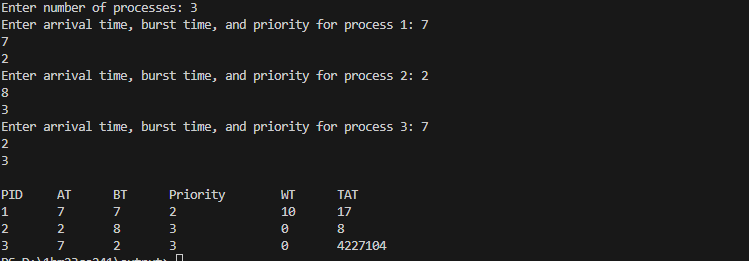 Enter number of processes: 3
Enter arrival time, burst time, and priority for process 1: 7
7
2
Enter arrival time, burst time, and priority for process 2: 2
8
3
Enter arrival time, burst time, and priority for process 3: 7
2
3
PID AT BT Priority WT TAT
1 7 7 2 10 17
2 2 8 3 0 8
3 7 2 3 0 4227104